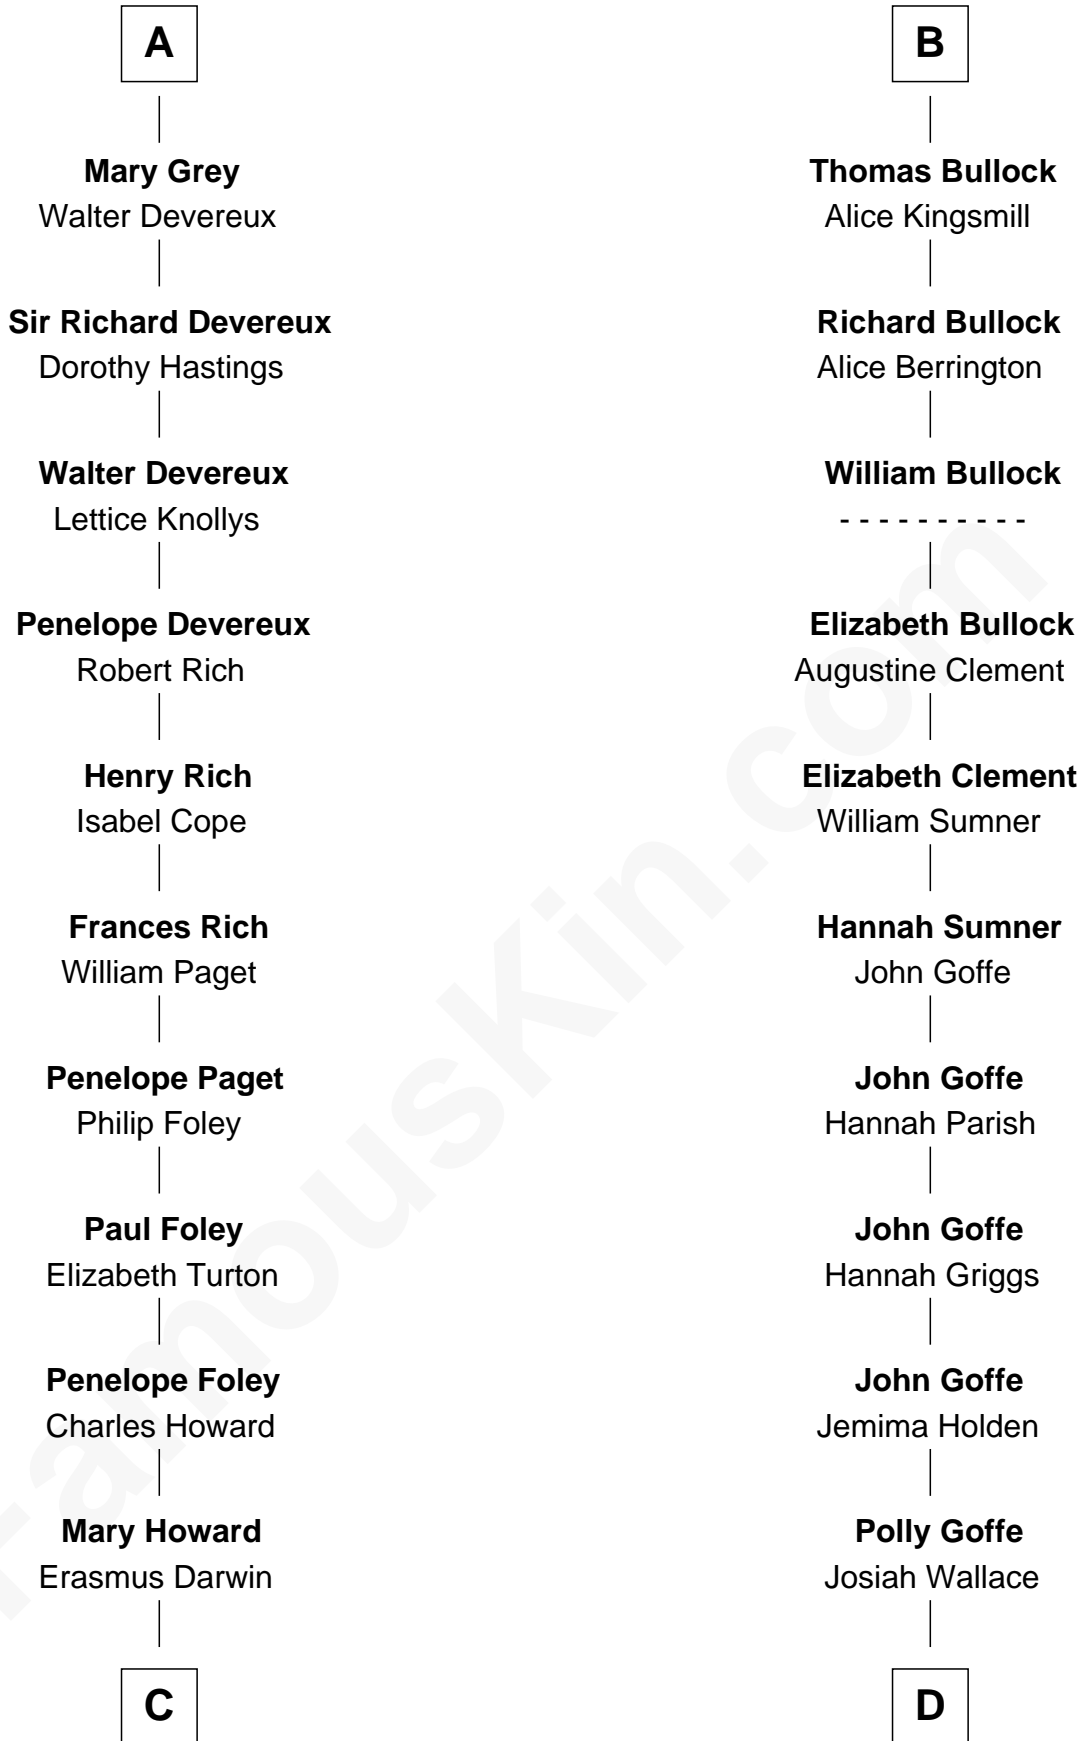 A
Mary Grey
Walter Devereux
Sir Richard Devereux
Dorothy Hastings
Walter Devereux
Lettice Knollys
Penelope Devereux
Robert Rich
Henry Rich
Isabel Cope
Frances Rich
William Paget
Penelope Paget
Philip Foley
Paul Foley
Elizabeth Turton
Penelope Foley
Charles Howard
Mary Howard
Erasmus Darwin
C
B
Thomas Bullock
Alice Kingsmill
Richard Bullock
Alice Berrington
William Bullock
- - - - - - - - - -
Elizabeth Bullock
Augustine Clement
Elizabeth Clement
William Sumner
Hannah Sumner
John Goffe
John Goffe
Hannah Parish
John Goffe
Hannah Griggs
John Goffe
Jemima Holden
Polly Goffe
Josiah Wallace
D
FamousKin.com